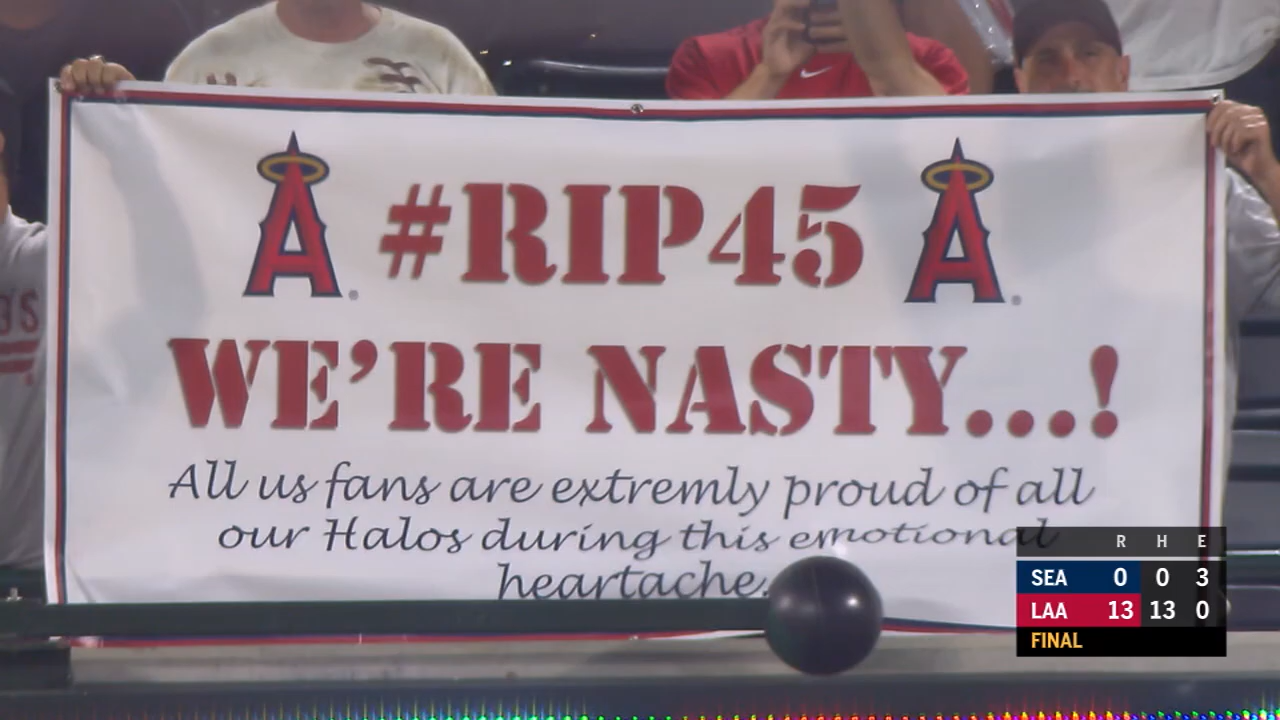 #RIP45
WE'RE NASTY...!
All us fans are extremly proud of all
our Halos during this emotional
heartache.
R H E
SEA 0 0 3
LAA 13 13 0
FINAL